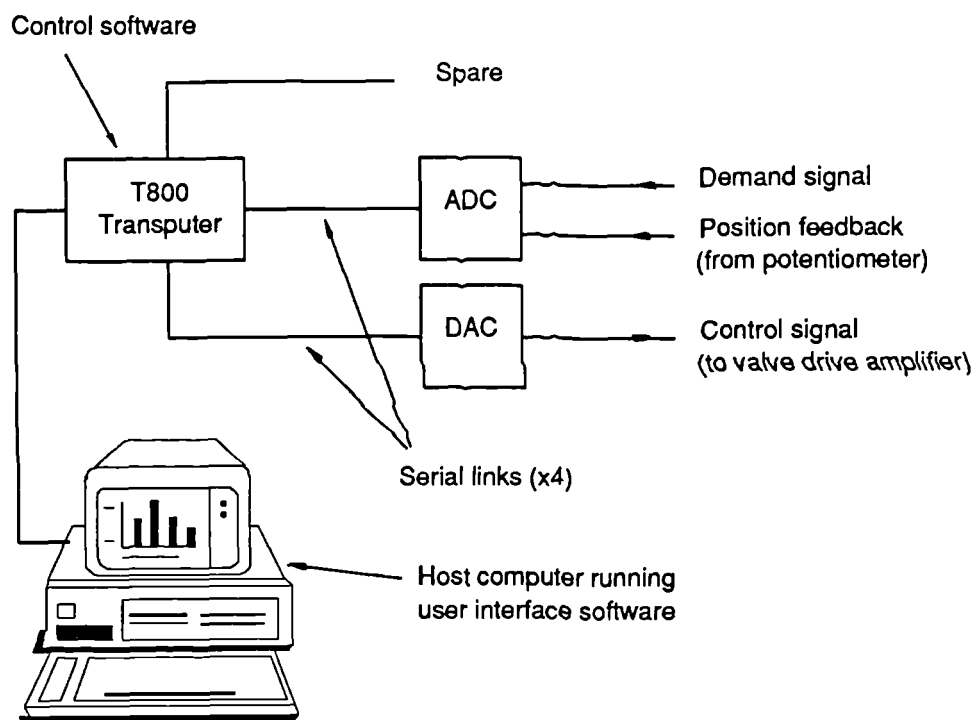 Control software
Spare
T800
Transputer
ADC
Demand signal
Position feedback
(from potentiometer)
DAC
Control signal
(to valve drive amplifier)
Serial links (x4)
Host computer running
user interface software